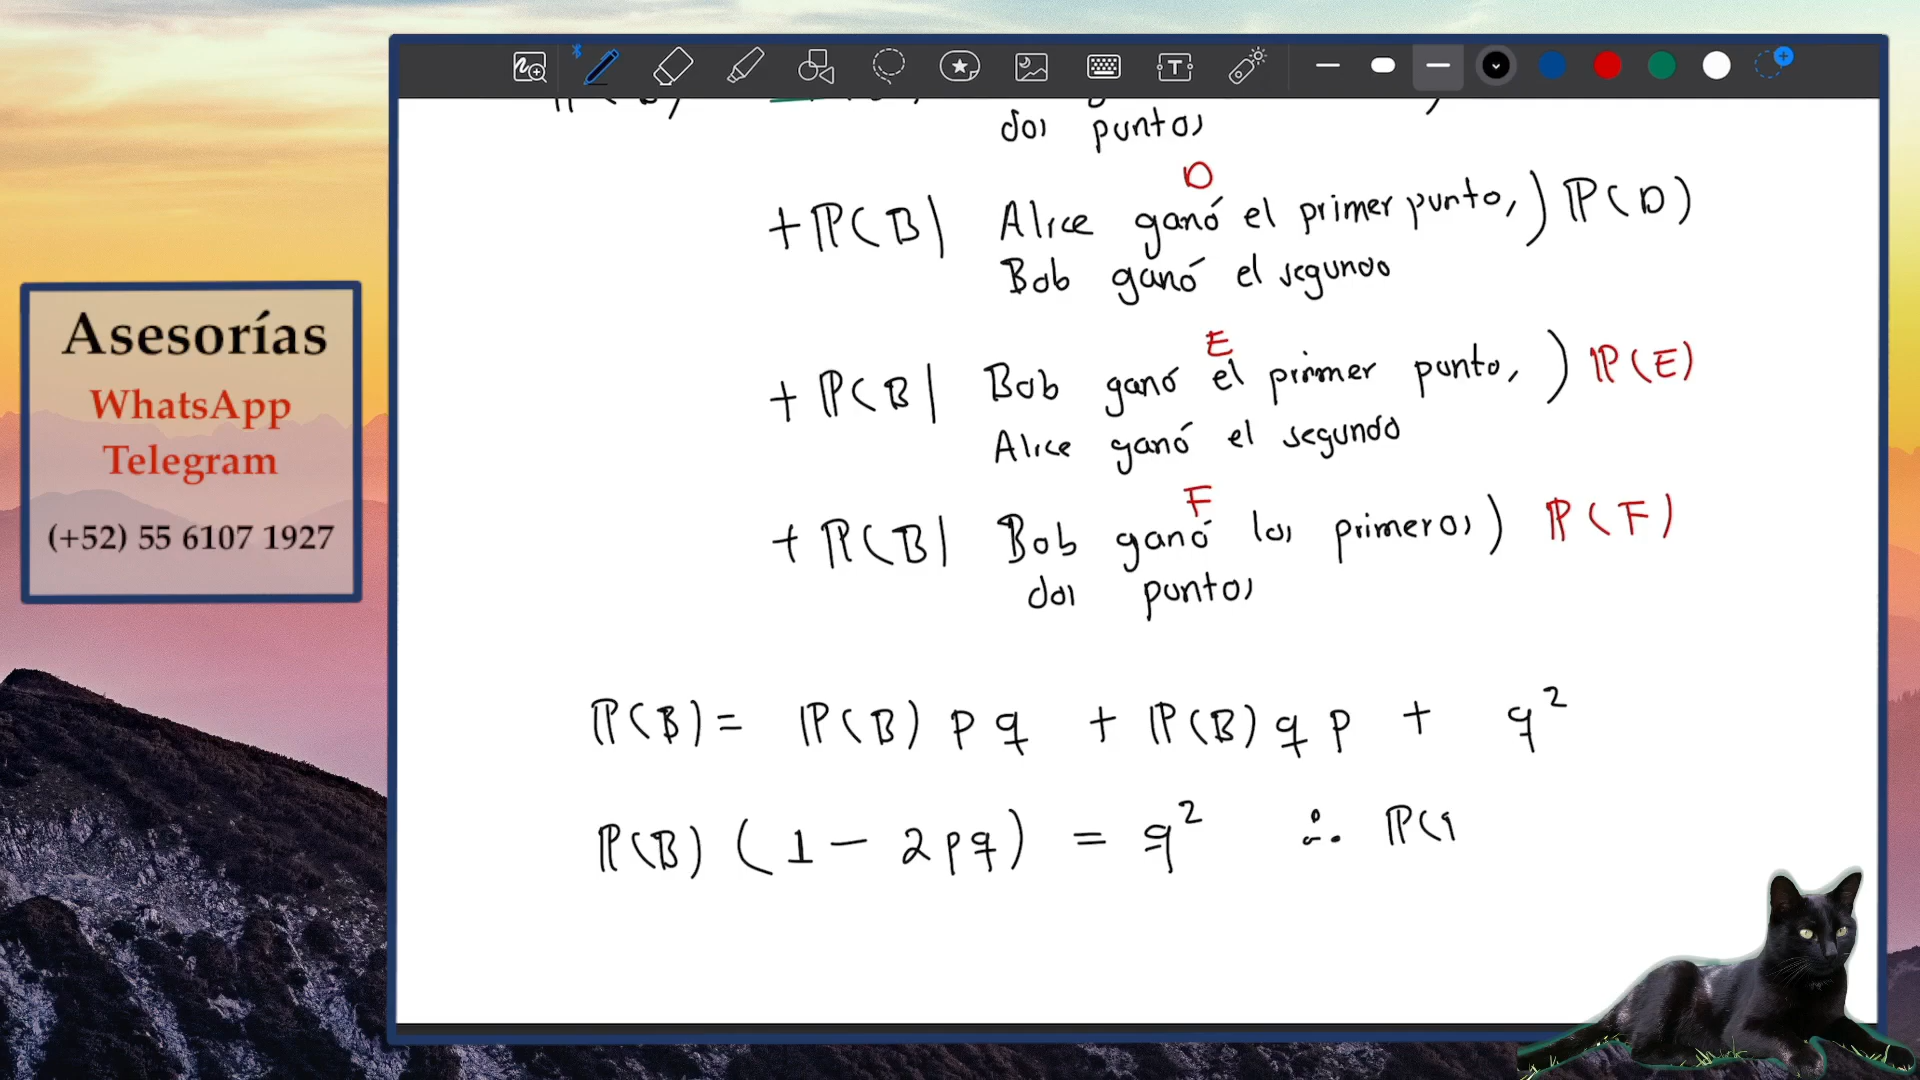 Asesorías
WhatsApp
Telegram
(+52) 55 6107 1927
dos puntos
D
+ ℙ(B| Alice ganó el primer punto, ) ℙ(D)
Bob ganó el segundo
E
+ ℙ(B| Bob ganó el primer punto, ) ℙ(E)
Alice ganó el segundo
F
+ ℙ(B| Bob ganó los primeros) ℙ(F)
dos puntos
ℙ(B) = ℙ(B) p q + ℙ(B) q p + q²
ℙ(B) (1 - 2pq) = q² ∴ ℙ(